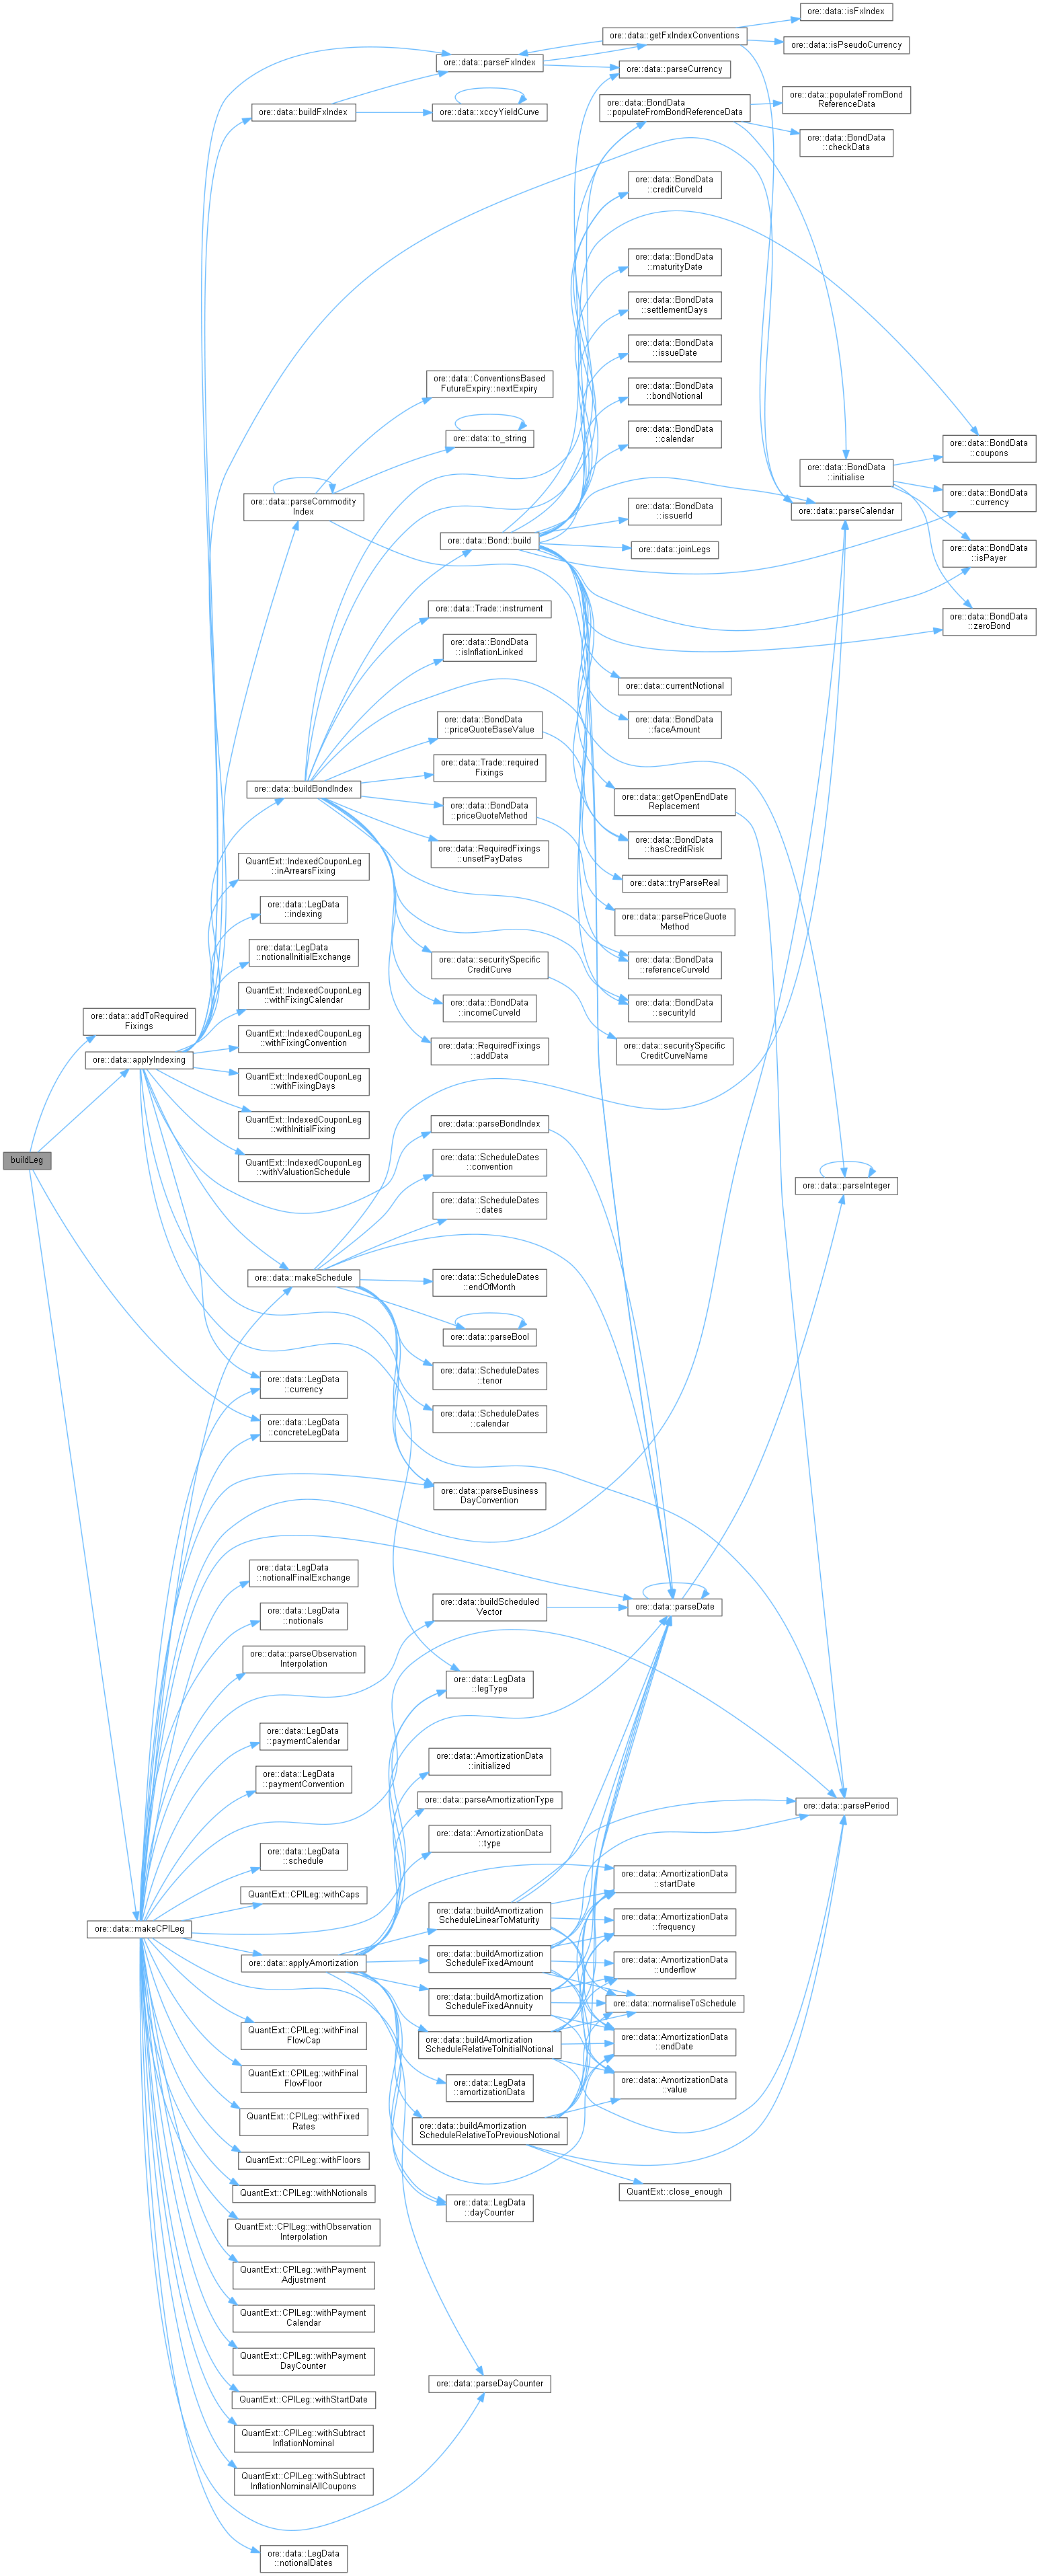 ore::data::isFxIndex
ore::data::getFxIndexConventions
ore::data::isPseudoCurrency
ore::data::parseFxIndex
ore::data::parseCurrency
ore::data::populateFromBond
ReferenceData
ore::data::BondData
::populateFromBondReferenceData
ore::data::buildFxIndex
ore::data::xccyYieldCurve
ore::data::BondData
::checkData
ore::data::BondData
::creditCurveId
ore::data::BondData
::maturityDate
ore::data::BondData
::settlementDays
ore::data::BondData
::issueDate
ore::data::ConventionsBased
FutureExpiry::nextExpiry
ore::data::BondData
::bondNotional
ore::data::to_string
ore::data::BondData
::calendar
ore::data::BondData
::coupons
ore::data::BondData
::initialise
ore::data::BondData
::currency
ore::data::parseCommodity
Index
ore::data::parseCalendar
ore::data::BondData
::issuerId
ore::data::Bond::build
ore::data::joinLegs
ore::data::BondData
::isPayer
ore::data::Trade::instrument
ore::data::BondData
::zeroBond
ore::data::BondData
::isInflationLinked
ore::data::currentNotional
ore::data::BondData
::priceQuoteBaseValue
ore::data::BondData
::faceAmount
ore::data::Trade::required
Fixings
ore::data::buildBondIndex
ore::data::getOpenEndDate
Replacement
ore::data::BondData
::priceQuoteMethod
ore::data::RequiredFixings
::unsetPayDates
ore::data::BondData
::hasCreditRisk
QuantExt::IndexedCouponLeg
::inArrearsFixing
ore::data::tryParseReal
ore::data::LegData
::indexing
ore::data::parsePriceQuote
Method
ore::data::LegData
::notionalInitialExchange
ore::data::securitySpecific
CreditCurve
ore::data::BondData
::referenceCurveId
QuantExt::IndexedCouponLeg
::withFixingCalendar
ore::data::BondData
::incomeCurveId
ore::data::BondData
::securityId
ore::data::addToRequired
Fixings
QuantExt::IndexedCouponLeg
::withFixingConvention
ore::data::RequiredFixings
::addData
ore::data::securitySpecific
CreditCurveName
ore::data::applyIndexing
QuantExt::IndexedCouponLeg
::withFixingDays
QuantExt::IndexedCouponLeg
::withInitialFixing
ore::data::parseBondIndex
buildLeg
QuantExt::IndexedCouponLeg
::withValuationSchedule
ore::data::ScheduleDates
::convention
ore::data::parseInteger
ore::data::ScheduleDates
::dates
ore::data::makeSchedule
ore::data::ScheduleDates
::endOfMonth
ore::data::parseBool
ore::data::LegData
::currency
ore::data::ScheduleDates
::tenor
ore::data::LegData
::concreteLegData
ore::data::ScheduleDates
::calendar
ore::data::parseBusiness
DayConvention
ore::data::LegData
::notionalFinalExchange
ore::data::LegData
::notionals
ore::data::buildScheduled
Vector
ore::data::parseDate
ore::data::parseObservation
Interpolation
ore::data::LegData
::legType
ore::data::LegData
::paymentCalendar
ore::data::AmortizationData
::initialized
ore::data::LegData
::paymentConvention
ore::data::parseAmortizationType
ore::data::parsePeriod
ore::data::LegData
::schedule
ore::data::AmortizationData
::type
QuantExt::CPILeg::withCaps
ore::data::AmortizationData
::startDate
ore::data::makeCPILeg
ore::data::buildAmortization
ScheduleLinearToMaturity
ore::data::AmortizationData
::frequency
ore::data::applyAmortization
ore::data::buildAmortization
ScheduleFixedAmount
ore::data::AmortizationData
::underflow
ore::data::buildAmortization
ScheduleFixedAnnuity
ore::data::normaliseToSchedule
QuantExt::CPILeg::withFinal
FlowCap
ore::data::buildAmortization
ScheduleRelativeToInitialNotional
ore::data::AmortizationData
::endDate
QuantExt::CPILeg::withFinal
FlowFloor
ore::data::LegData
::amortizationData
ore::data::AmortizationData
::value
QuantExt::CPILeg::withFixed
Rates
ore::data::buildAmortization
ScheduleRelativeToPreviousNotional
QuantExt::CPILeg::withFloors
QuantExt::CPILeg::withNotionals
QuantExt::close_enough
ore::data::LegData
::dayCounter
QuantExt::CPILeg::withObservation
Interpolation
QuantExt::CPILeg::withPayment
Adjustment
QuantExt::CPILeg::withPayment
Calendar
QuantExt::CPILeg::withPayment
DayCounter
ore::data::parseDayCounter
QuantExt::CPILeg::withStartDate
QuantExt::CPILeg::withSubtract
InflationNominal
QuantExt::CPILeg::withSubtract
InflationNominalAllCoupons
ore::data::LegData
::notionalDates